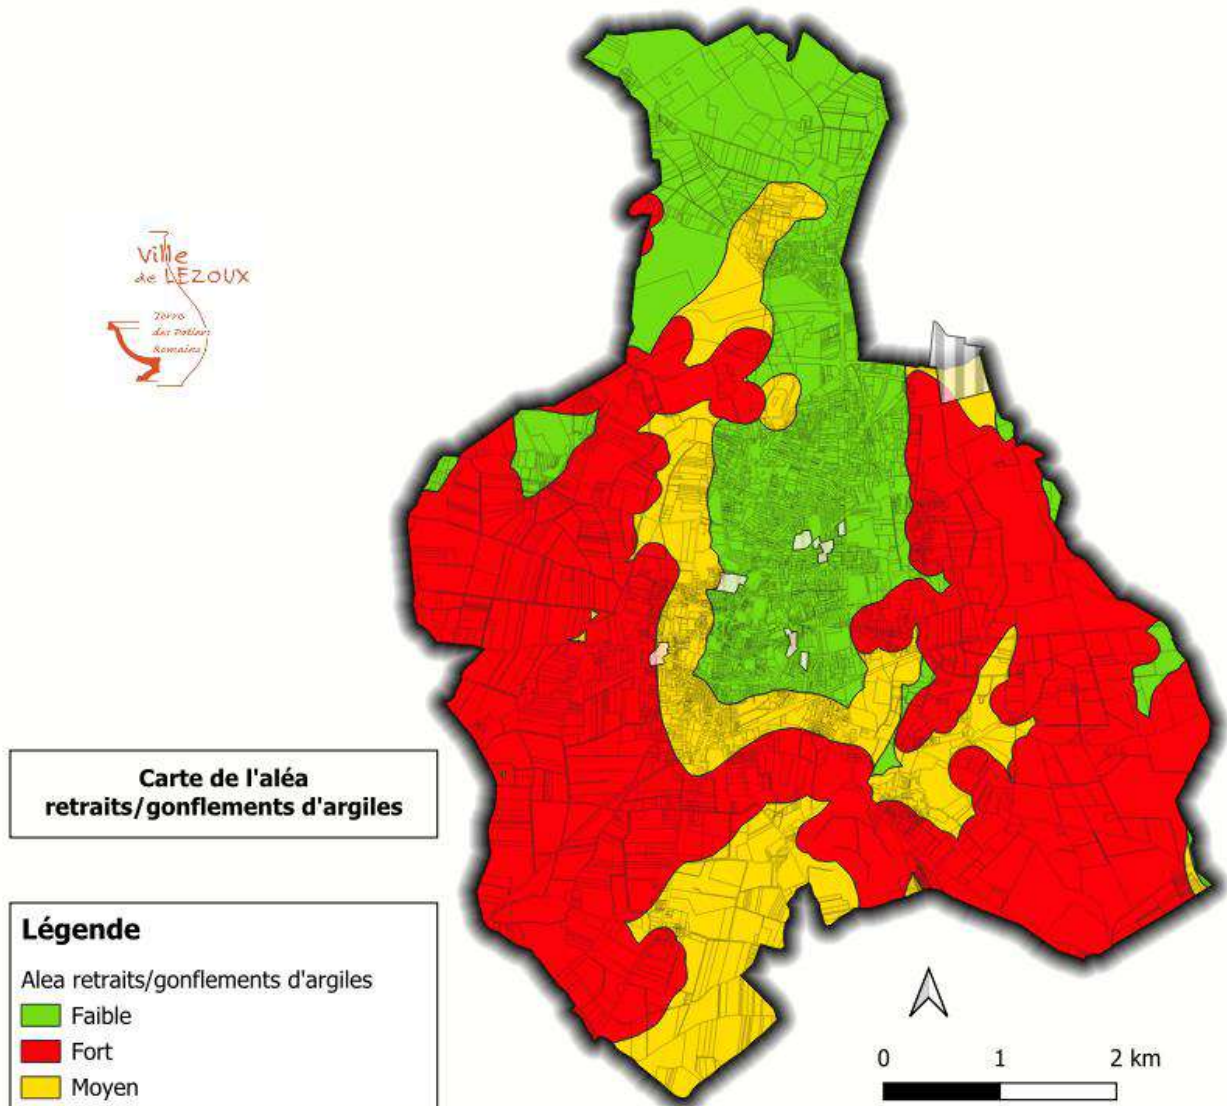 Ville
de LEZOUX
Terre
des Potiers
Romains
Carte de l'aléa
retraits/gonflements d'argiles
Légende
Alea retraits/gonflements d'argiles
Faible
Fort
Moyen
0 1 2 km